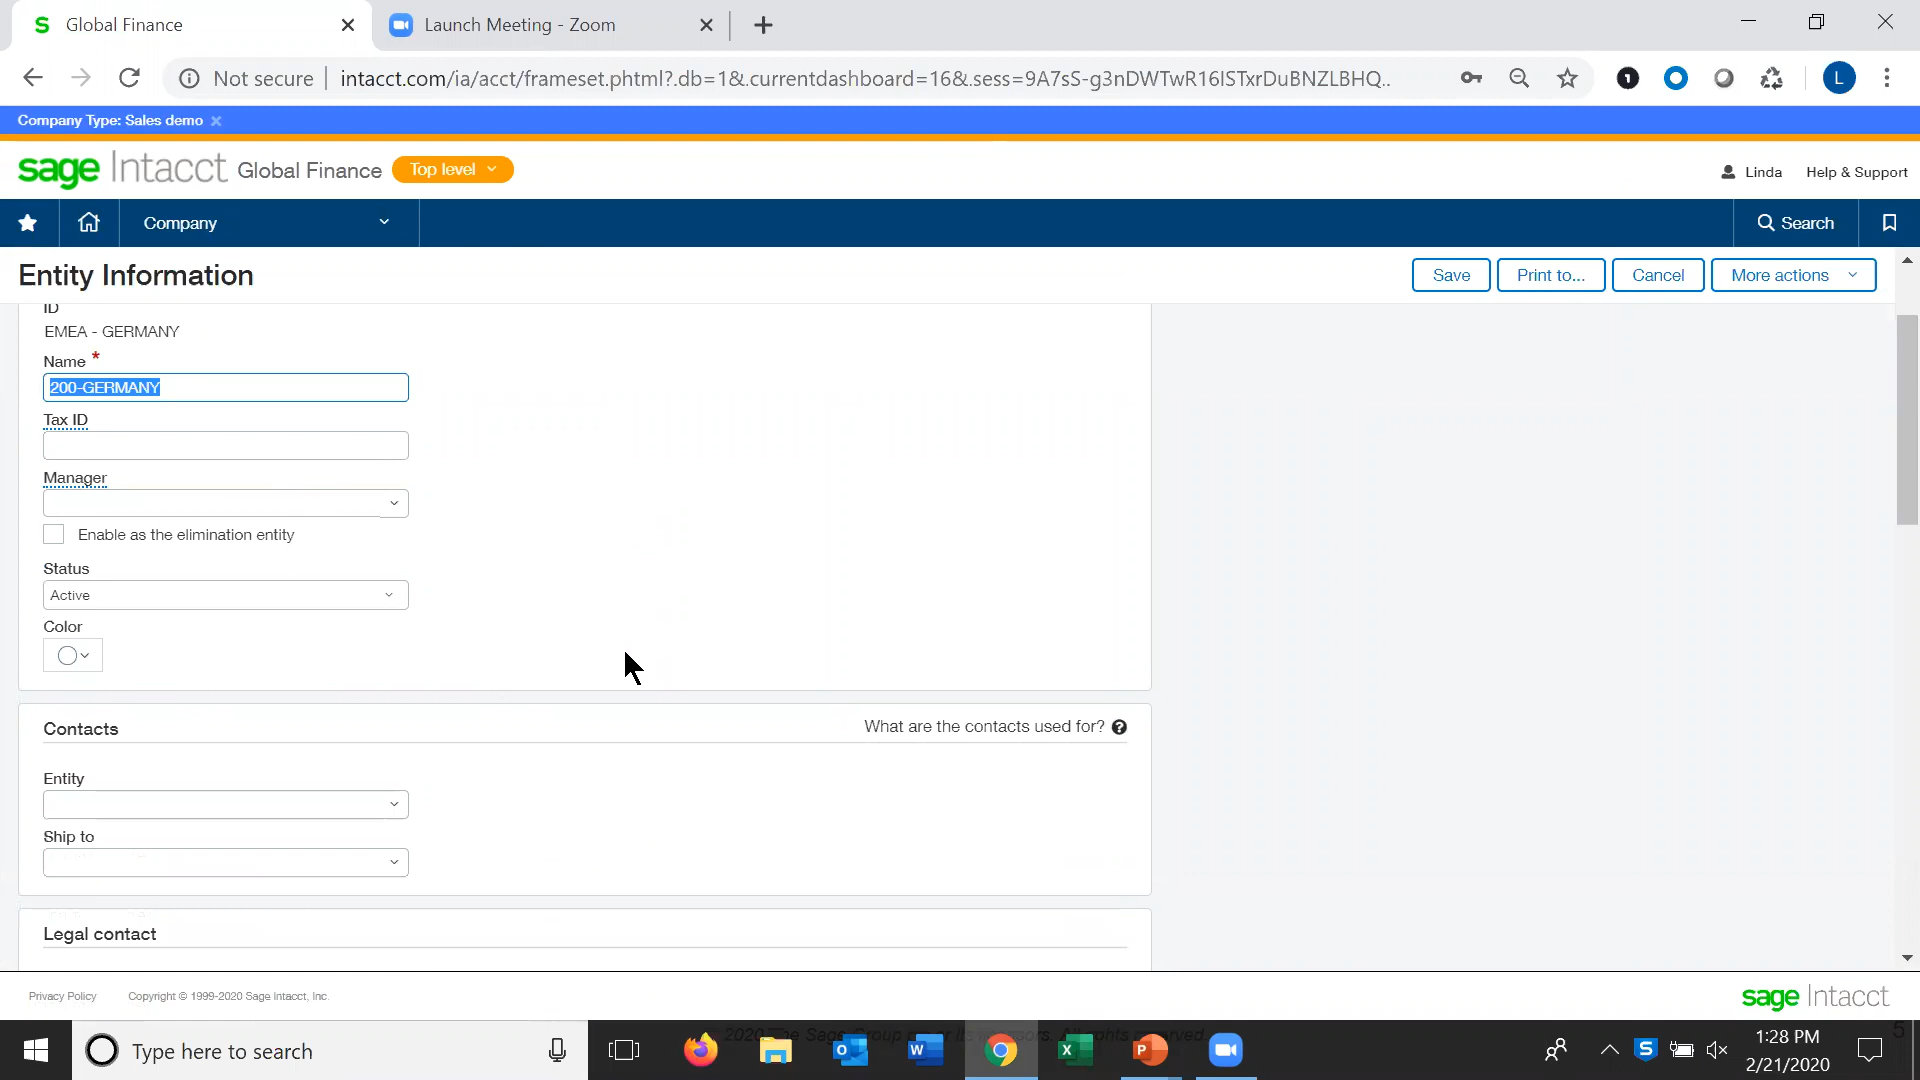 S Global Finance
Launch Meeting - Zoom
Not secure
intacct.com/ia/acct/frameset.phtml?.db=1&.currentdashboard=16&.sess=9A7sS-g3nDWTwR16ISTxrDuBNZLBHQ..
L
Company Type: Sales demo
sage Intacct Global Finance Top level
Linda Help & Support
Company Search
Entity Information
Save Print to... Cancel More actions
ID
EMEA - GERMANY
Name *
200-GERMANY
Tax ID
Manager
Enable as the elimination entity
Status
Active
Color
Contacts
What are the contacts used for? ?
Entity
Ship to
Legal contact
Privacy Policy Copyright © 1999-2020 Sage Intacct, Inc.
sage Intacct
Type here to search
1:28 PM
2/21/2020